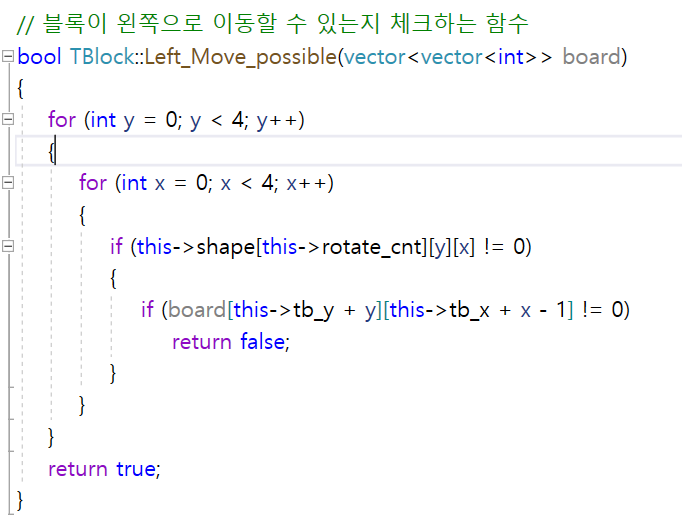 // 블록이 왼쪽으로 이동할 수 있는지 체크하는 함수
bool TBlock::Left_Move_possible(vector<vector<int>> board)
{
    for (int y = 0; y < 4; y++)
    {
        for (int x = 0; x < 4; x++)
        {
            if (this->shape[this->rotate_cnt][y][x] != 0)
            {
                if (board[this->tb_y + y][this->tb_x + x - 1] != 0)
                    return false;
            }
        }
    }
    return true;
}